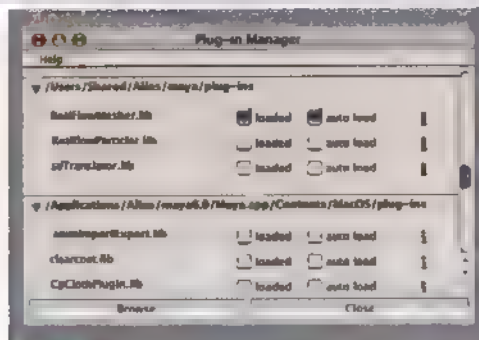 Plug-in Manager
Help
/Users/Shared/Alias/maya/plug-ins
RealFlowMesher.lib loaded auto load i
RealflowParticler.lib loaded auto load i
loaded auto load i
/Applications/Alias/maya6.0/Maya.app/Contents/MacOS/plug-ins
animImportExport.lib loaded auto load i
clearcoat.lib loaded auto load i
CpClothPlugin.lib loaded auto load i
Browse Close